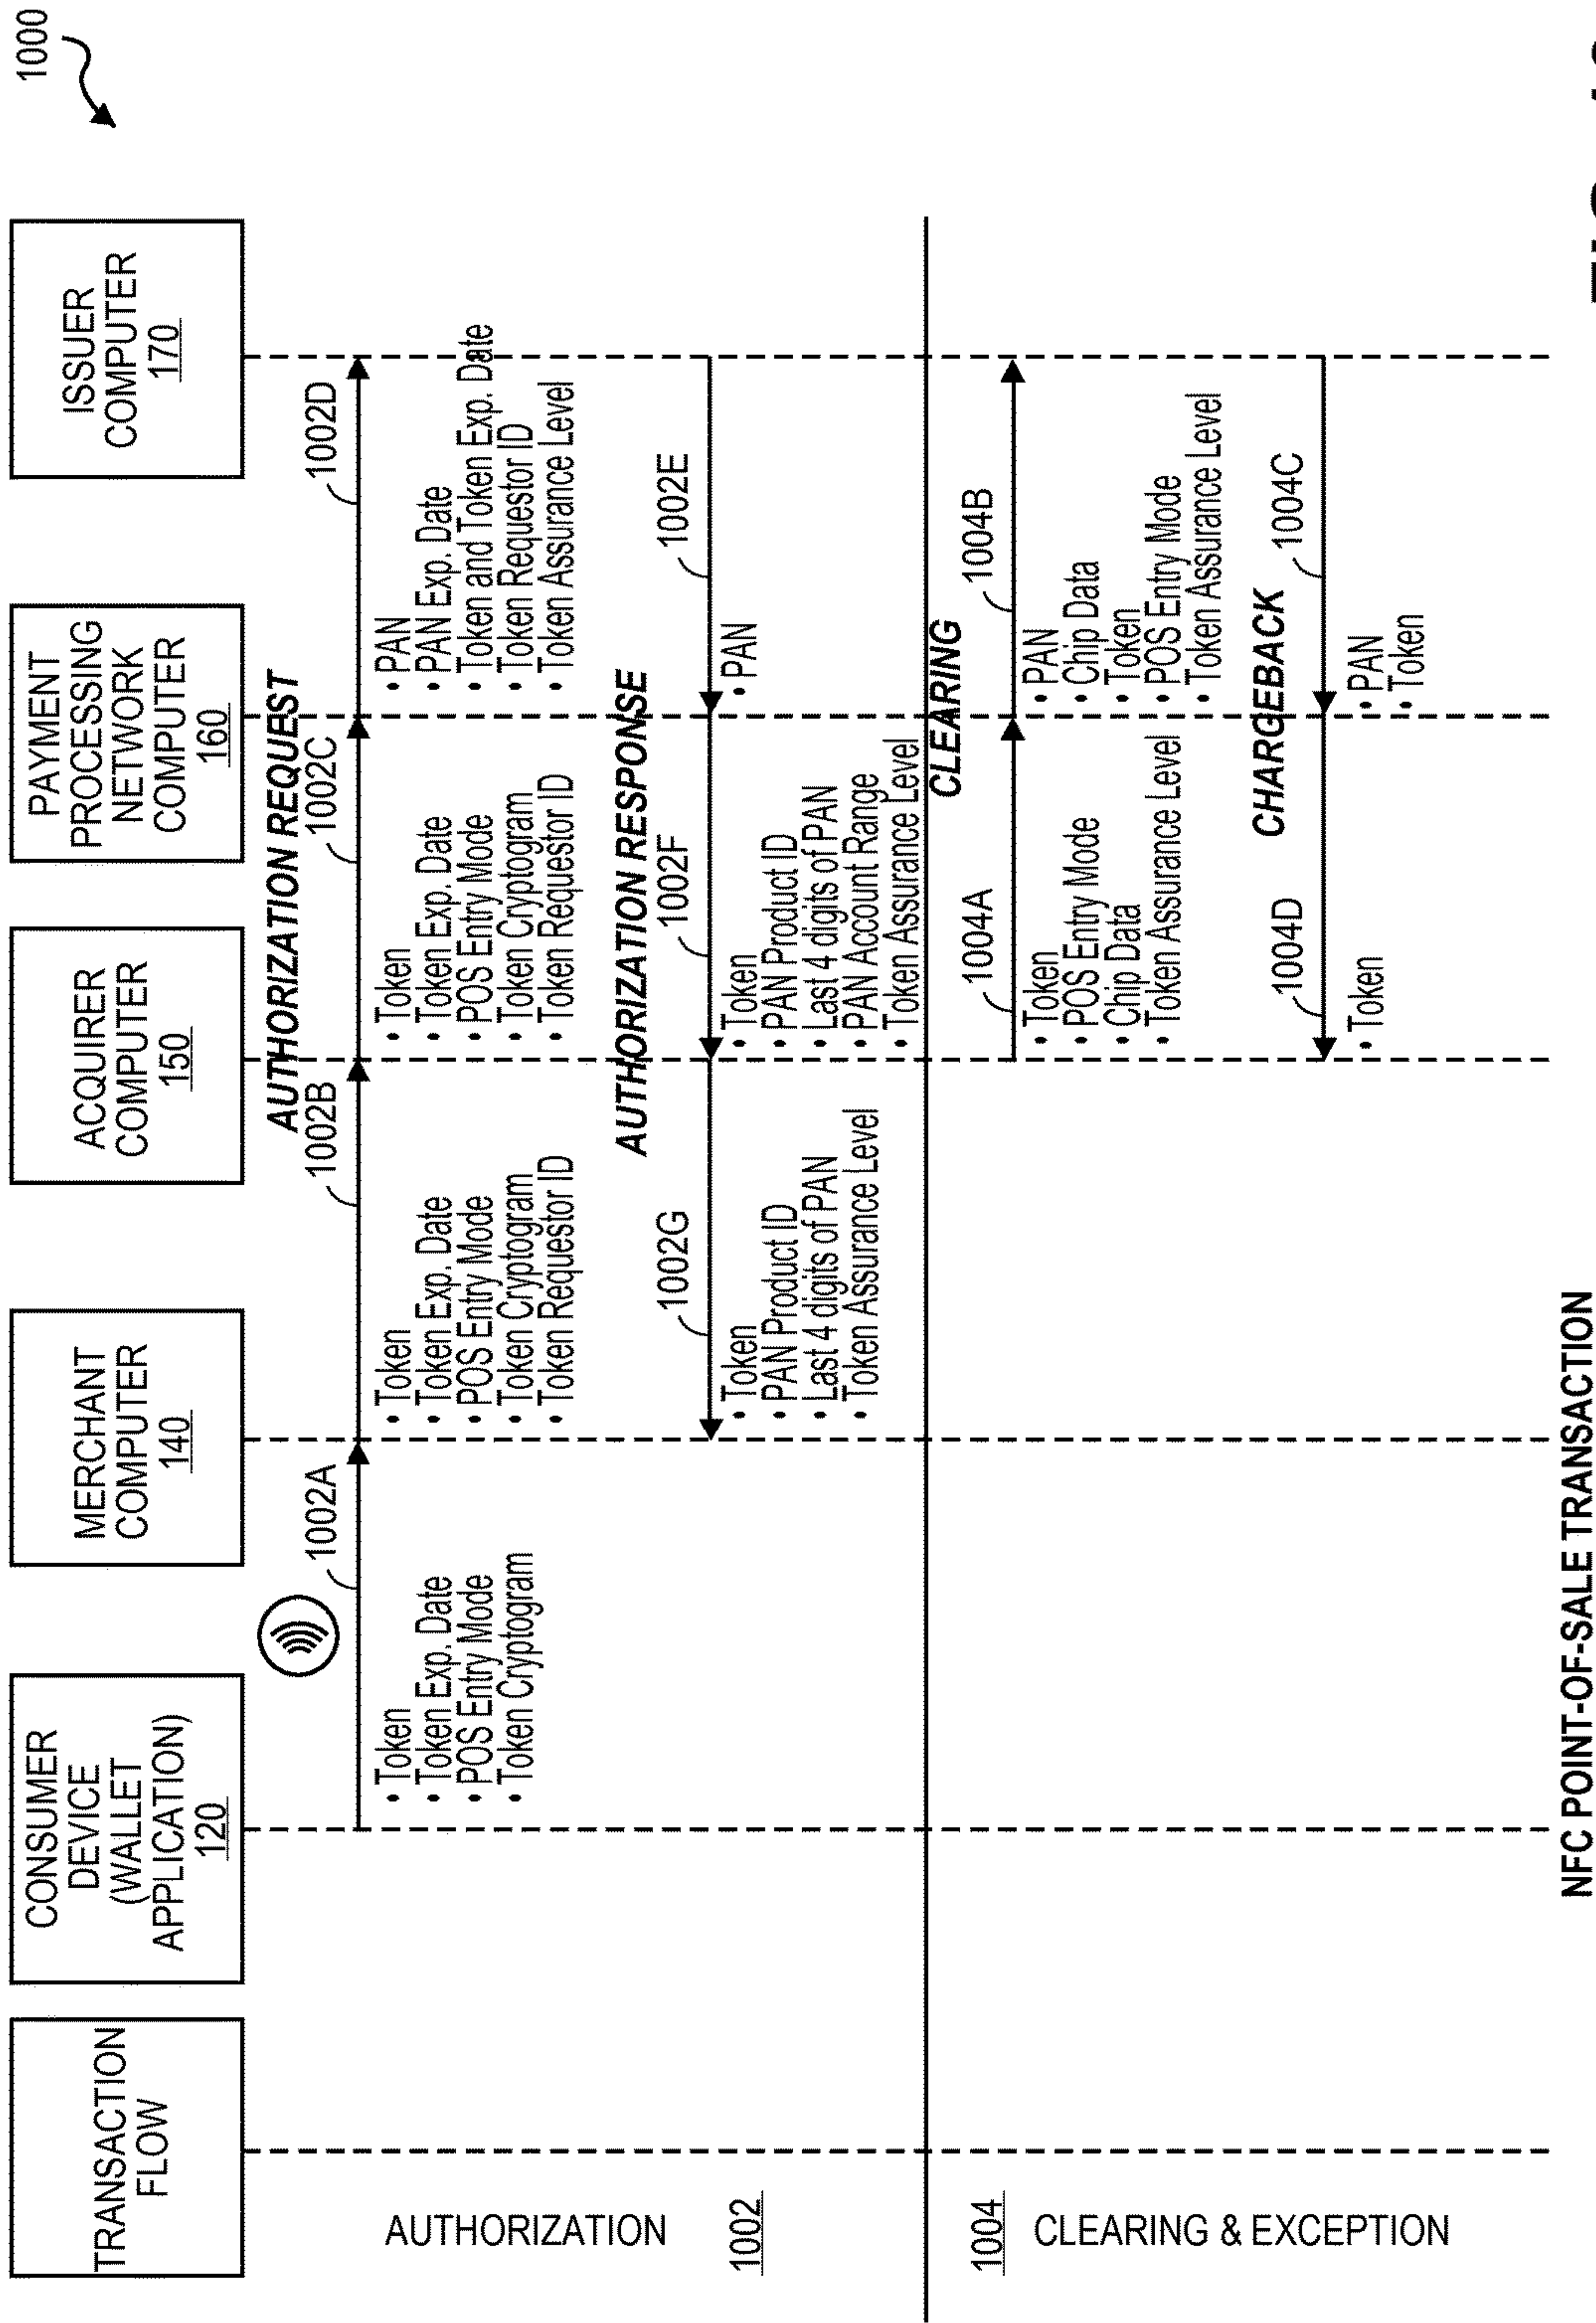 1000
TRANSACTION
FLOW
CONSUMER
DEVICE
(WALLET
APPLICATION)
120
MERCHANT
COMPUTER
140
ACQUIRER
COMPUTER
150
PAYMENT
PROCESSING
NETWORK
COMPUTER
160
ISSUER
COMPUTER
170
AUTHORIZATION
1002
AUTHORIZATION REQUEST
1002A
• Token
• Token Exp. Date
• POS Entry Mode
• Token Cryptogram
1002B
• Token
• Token Exp. Date
• POS Entry Mode
• Token Cryptogram
• Token Requestor ID
1002C
• Token
• Token Exp. Date
• POS Entry Mode
• Token Cryptogram
• Token Requestor ID
1002D
• PAN
• PAN Exp. Date
• Token and Token Exp. Date
• Token Requestor ID
• Token Assurance Level
AUTHORIZATION RESPONSE
1002G
• Token
• PAN Product ID
• Last 4 digits of PAN
• Token Assurance Level
1002F
• Token
• PAN Product ID
• Last 4 digits of PAN
• PAN Account Range
• Token Assurance Level
1002E
• PAN
1004
CLEARING & EXCEPTION
CLEARING
1004A
• Token
• POS Entry Mode
• Chip Data
• Token Assurance Level
1004B
• PAN
• Chip Data
• Token
• POS Entry Mode
• Token Assurance Level
CHARGEBACK
1004D
• Token
1004C
• PAN
• Token
NFC POINT-OF-SALE TRANSACTION